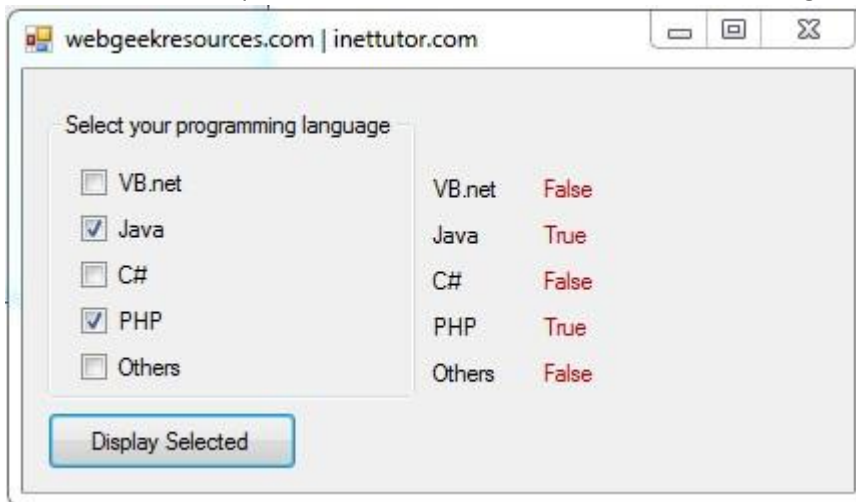 webgeekresources.com | inettutor.com
Select your programming language
VB.net
Java
C#
PHP
Others
VB.net False
Java True
C# False
PHP True
Others False
Display Selected